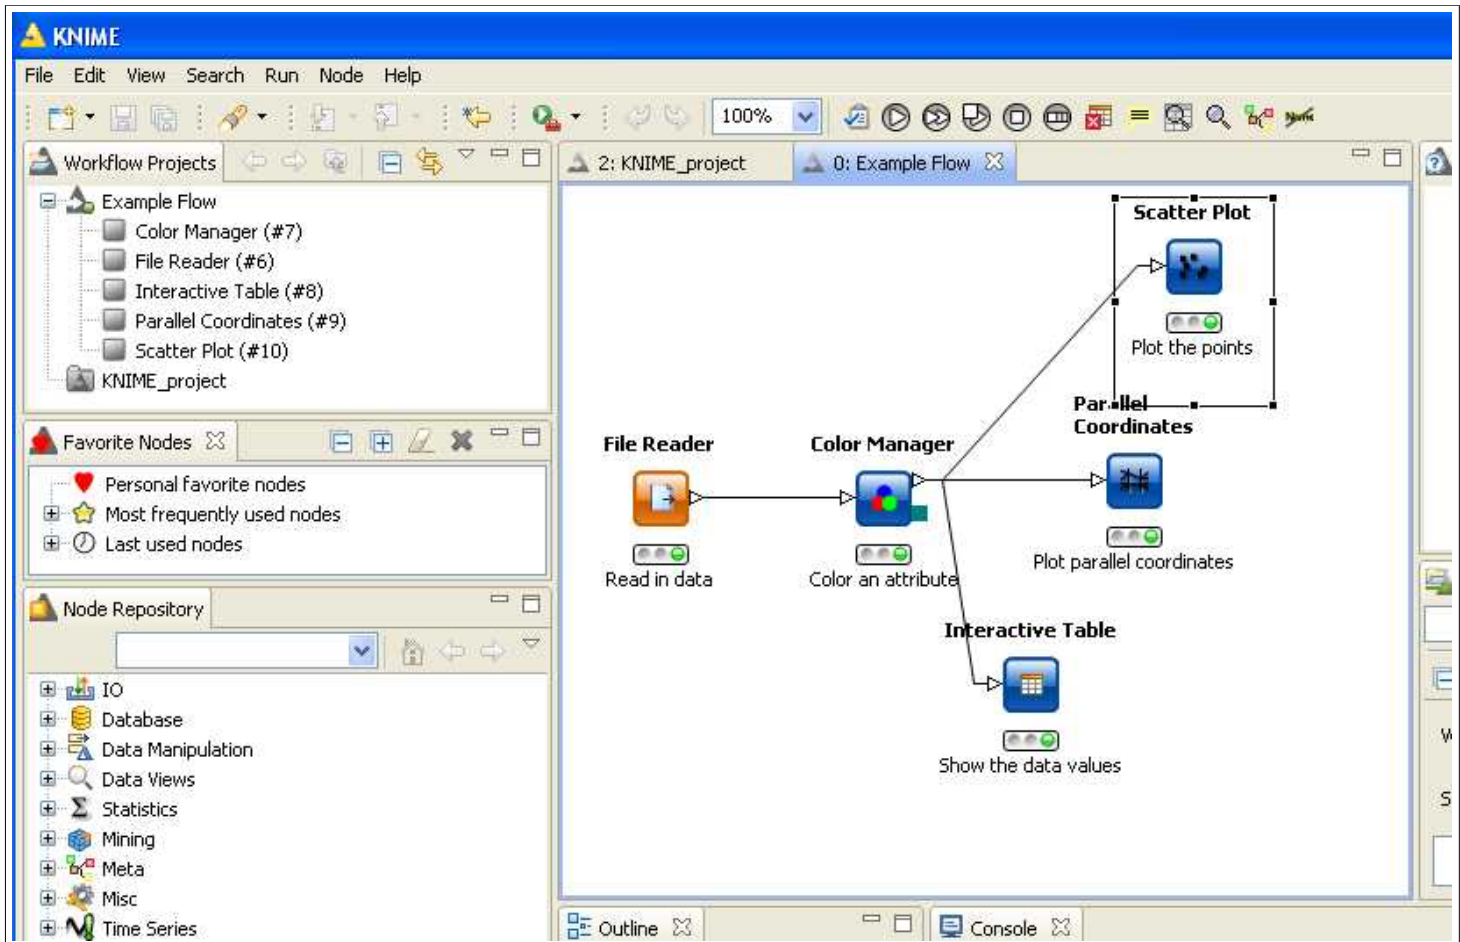 KNIME
File Edit View Search Run Node Help
100%
Workflow Projects
Example Flow
Color Manager (#7)
File Reader (#6)
Interactive Table (#8)
Parallel Coordinates (#9)
Scatter Plot (#10)
KNIME_project
Favorite Nodes
Personal favorite nodes
Most frequently used nodes
Last used nodes
Node Repository
IO
Database
Data Manipulation
Data Views
Statistics
Mining
Meta
Misc
Time Series
2: KNIME_project
0: Example Flow
Scatter Plot
Plot the points
Parallel
Coordinates
Plot parallel coordinates
File Reader
Read in data
Color Manager
Color an attribute
Interactive Table
Show the data values
Outline
Console